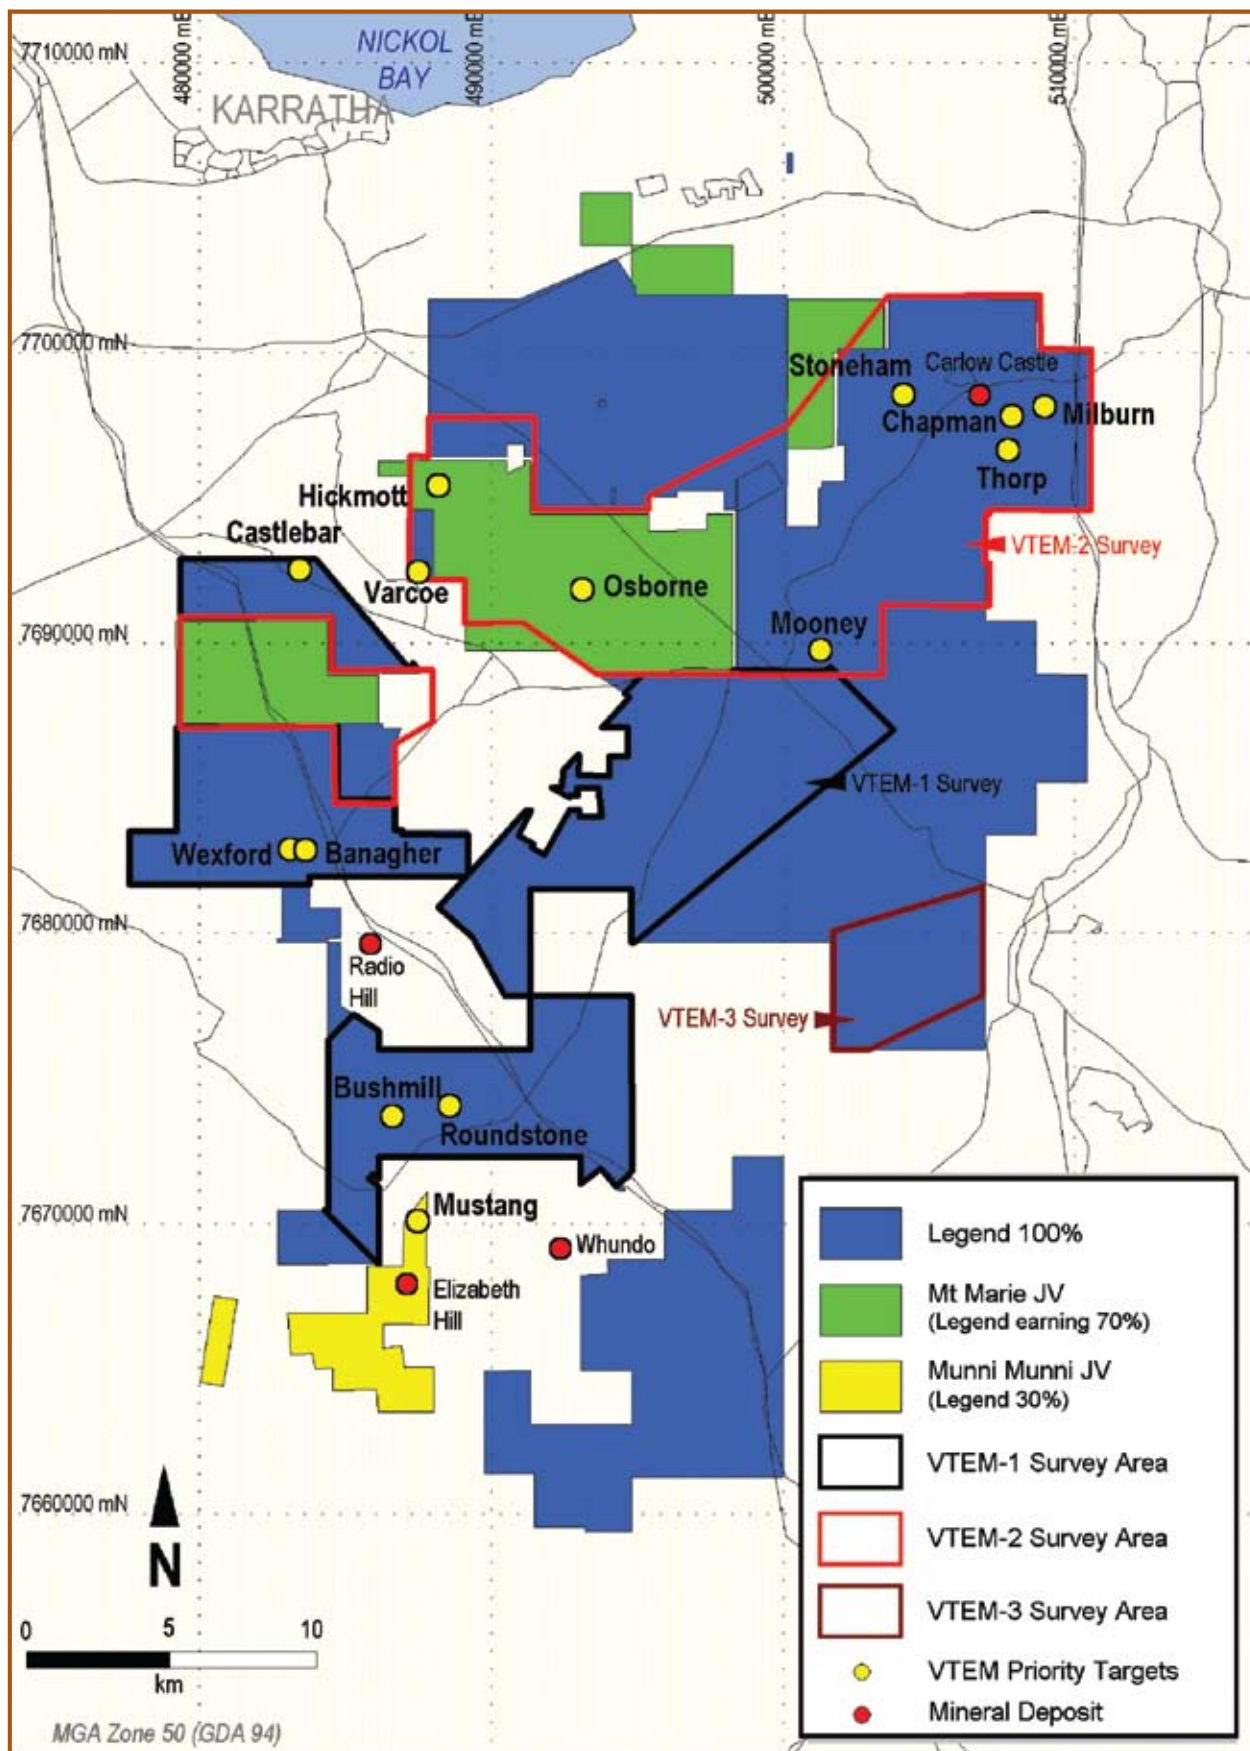 7710000 mN
480000 mE
NICKOL
BAY
490000 mE
500000 mE
510000 mE
KARRATHA
7700000 mN
Stoneham
Carlow Castle
Chapman
Milburn
Thorp
Hickmott
Castlebar
VTEM-2 Survey
Varcoe
Osborne
Mooney
7690000 mN
VTEM-1 Survey
Wexford
Banagher
7680000 mN
Radio
Hill
VTEM-3 Survey
Bushmill
Roundstone
7670000 mN
Mustang
Whundo
Elizabeth
Hill
Legend 100%
Mt Marie JV
(Legend earning 70%)
Munni Munni JV
(Legend 30%)
VTEM-1 Survey Area
7660000 mN
VTEM-2 Survey Area
N
VTEM-3 Survey Area
0 5 10
km
VTEM Priority Targets
Mineral Deposit
MGA Zone 50 (GDA 94)